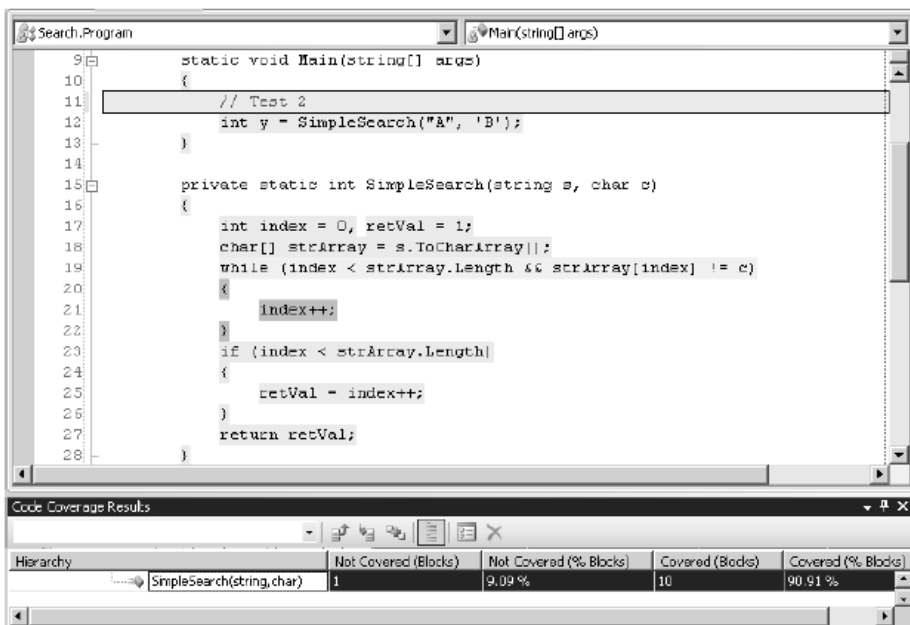 Search.Program Main(string[] args)
9 static void Main(string[] args)
10 {
11 // Test 2
12 int y = SimpleSearch("A", 'B');
13 }
14
15 private static int SimpleSearch(string s, char c)
16 {
17 int index = 0, retVal = 1;
18 char[] strArray = s.ToCharArray||;
19 while (index < strArray.Length && strArray[index] != c)
20 {
21 index++;
22 }
23 if (index < strArray.Length|
24 {
25 retVal = index++;
26 }
27 return retVal;
28 }
Code Coverage Results
Hierarchy Not Covered (Blocks) Not Covered (% Blocks) Covered (Blocks) Covered (% Blocks)
SimpleSearch(string,char) 1 9.09 % 10 90.91 %